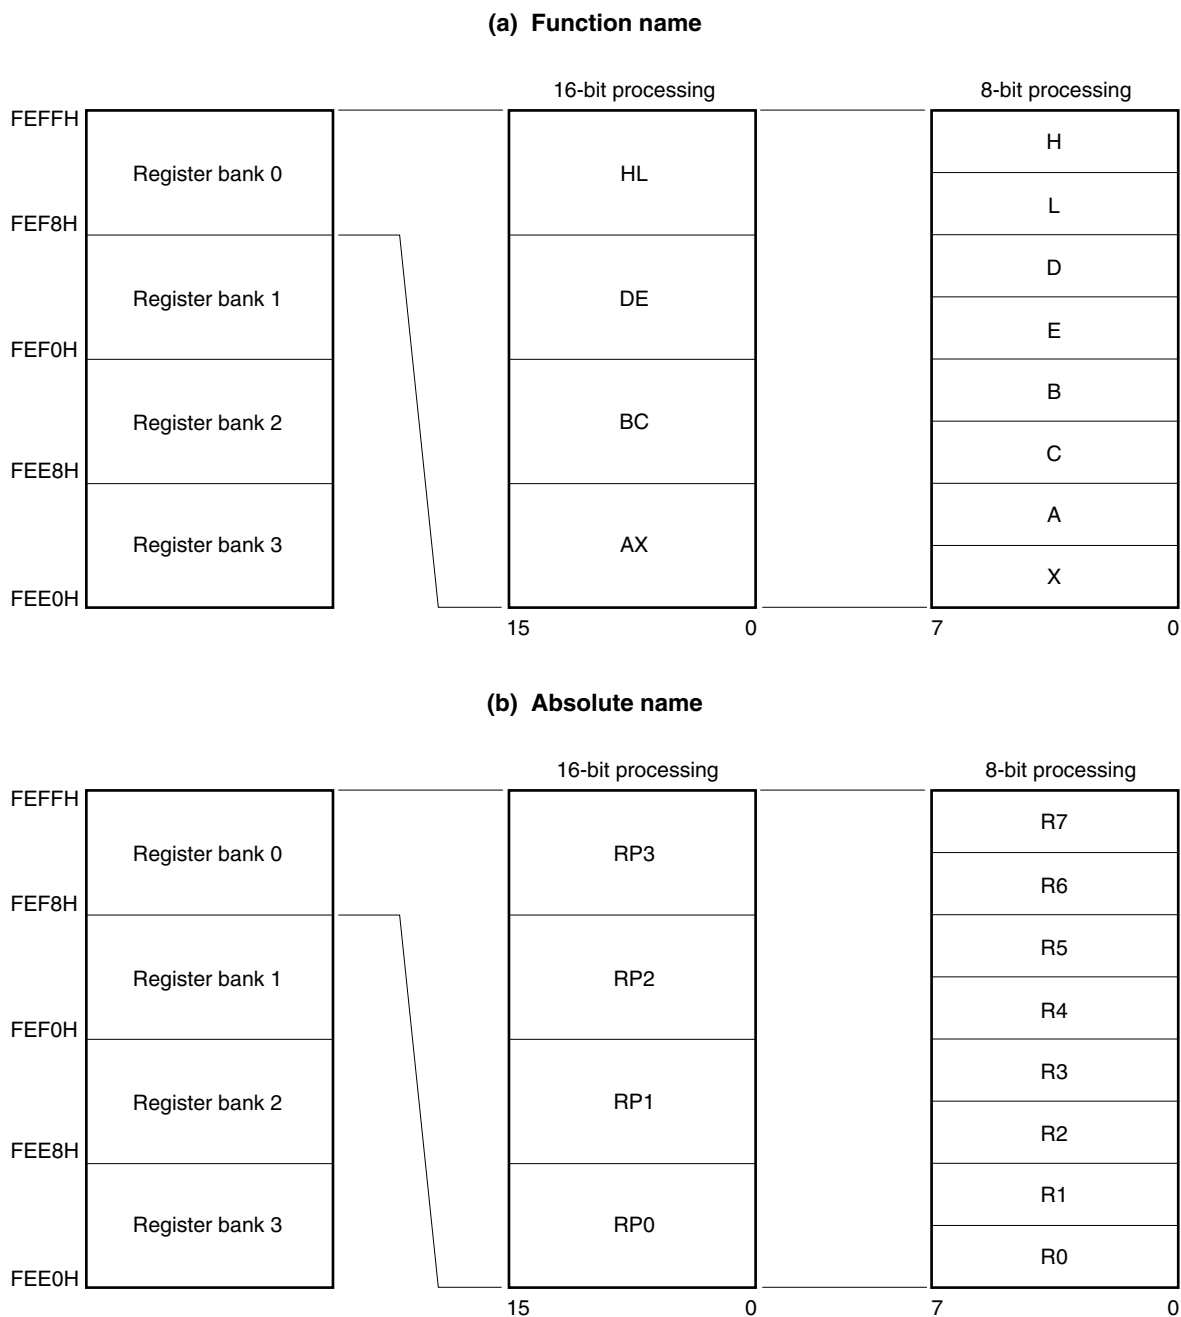 (a) Function name
16-bit processing
8-bit processing
FEFFH
Register bank 0
HL
H
L
FEF8H
Register bank 1
DE
D
E
FEF0H
Register bank 2
BC
B
C
FEE8H
Register bank 3
AX
A
X
FEE0H
15 0
7 0
(b) Absolute name
16-bit processing
8-bit processing
FEFFH
Register bank 0
RP3
R7
R6
FEF8H
Register bank 1
RP2
R5
R4
FEF0H
Register bank 2
RP1
R3
R2
FEE8H
Register bank 3
RP0
R1
R0
FEE0H
15 0
7 0